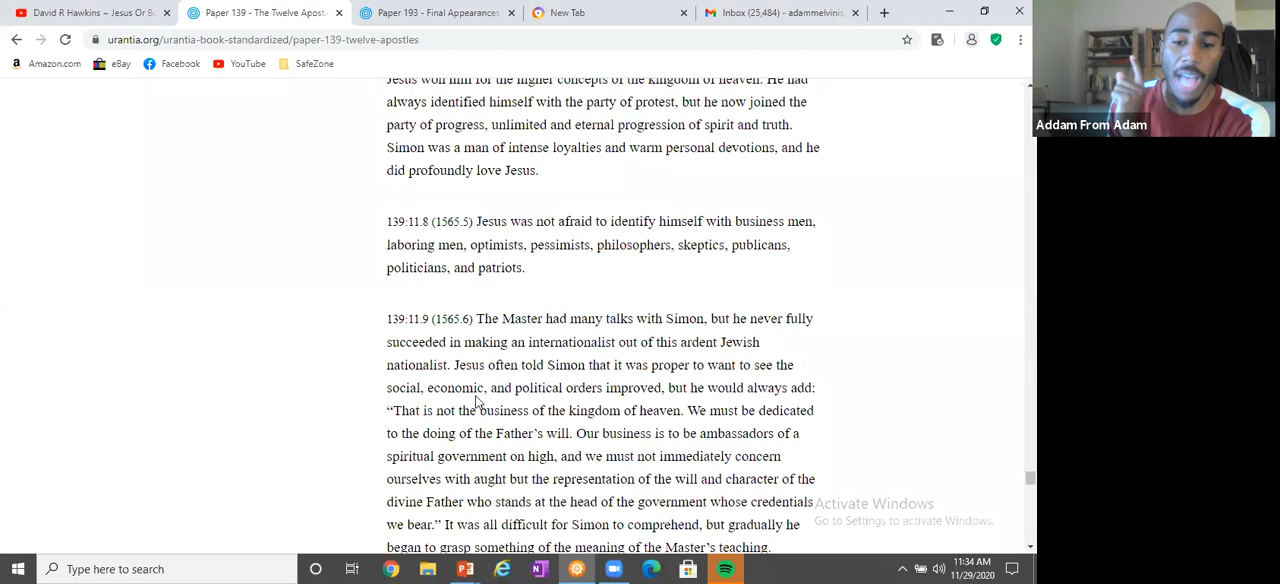 David R Hawkins ~ Jesus Or B
Paper 139 - The Twelve Apost
Paper 193 - Final Appearances
New Tab
Inbox (25,484) - adammelvinis
urantia.org/urantia-book-standardized/paper-139-twelve-apostles
Amazon.com
eBay
Facebook
YouTube
SafeZone
Addam From Adam
Jesus won him for the higher concepts of the kingdom of heaven. He had
always identified himself with the party of protest, but he now joined the
party of progress, unlimited and eternal progression of spirit and truth.
Simon was a man of intense loyalties and warm personal devotions, and he
did profoundly love Jesus.
139:11.8 (1565.5) Jesus was not afraid to identify himself with business men,
laboring men, optimists, pessimists, philosophers, skeptics, publicans,
politicians, and patriots.
139:11.9 (1565.6) The Master had many talks with Simon, but he never fully
succeeded in making an internationalist out of this ardent Jewish
nationalist. Jesus often told Simon that it was proper to want to see the
social, economic, and political orders improved, but he would always add:
“That is not the business of the kingdom of heaven. We must be dedicated
to the doing of the Father’s will. Our business is to be ambassadors of a
spiritual government on high, and we must not immediately concern
ourselves with aught but the representation of the will and character of the
divine Father who stands at the head of the government whose credentials
we bear.” It was all difficult for Simon to comprehend, but gradually he
began to grasp something of the meaning of the Master’s teaching.
Activate Windows
Go to Settings to activate Windows.
Type here to search
11:34 AM
11/29/2020